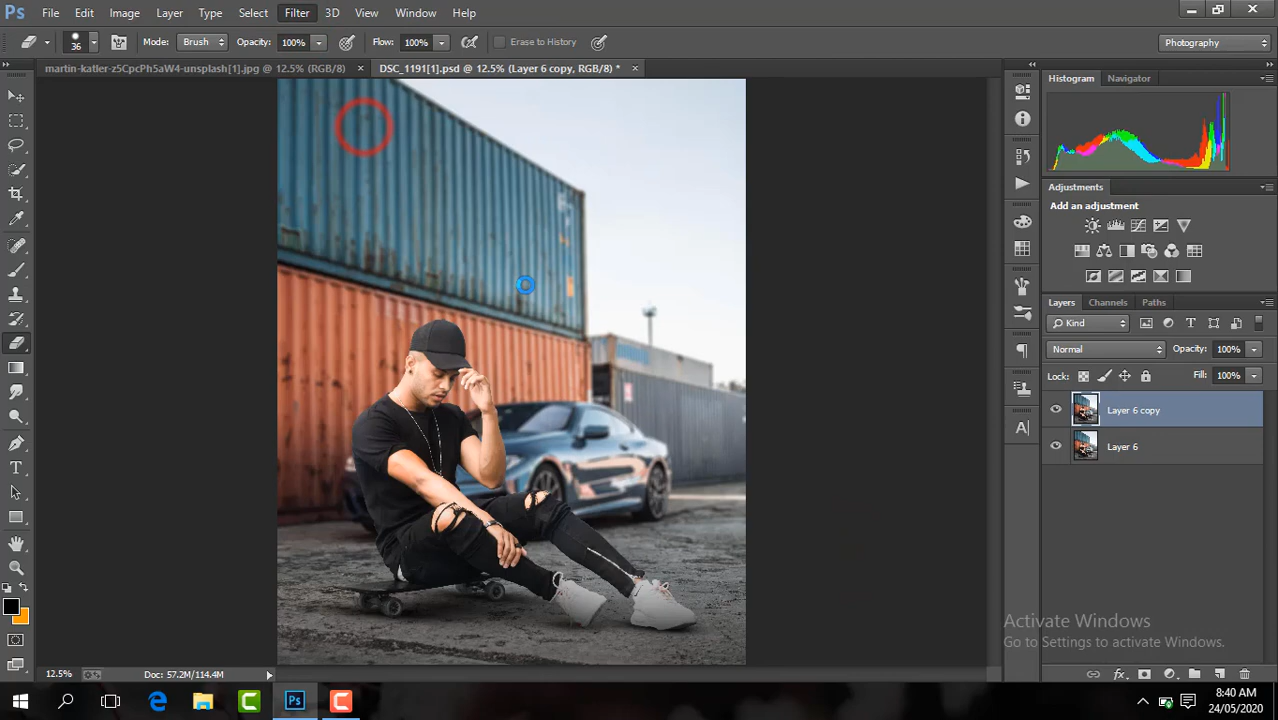 Ps File Edit Image Layer Type Select Filter 3D View Window Help
36 Mode: Brush Opacity: 100% Flow: 100% Erase to History Photography
martin-katler-z5CpcPh5aW4-unsplash[1].jpg @ 12.5% (RGB/8) × DSC_1191[1].psd @ 12.5% (Layer 6 copy, RGB/8) * ×
Histogram Navigator
Adjustments
Add an adjustment
Layers Channels Paths
Kind
Normal Opacity: 100%
Lock: Fill: 100%
Layer 6 copy
Layer 6
Activate Windows
Go to Settings to activate Windows.
12.5% Doc: 57.2M/114.4M
8:40 AM
24/05/2020